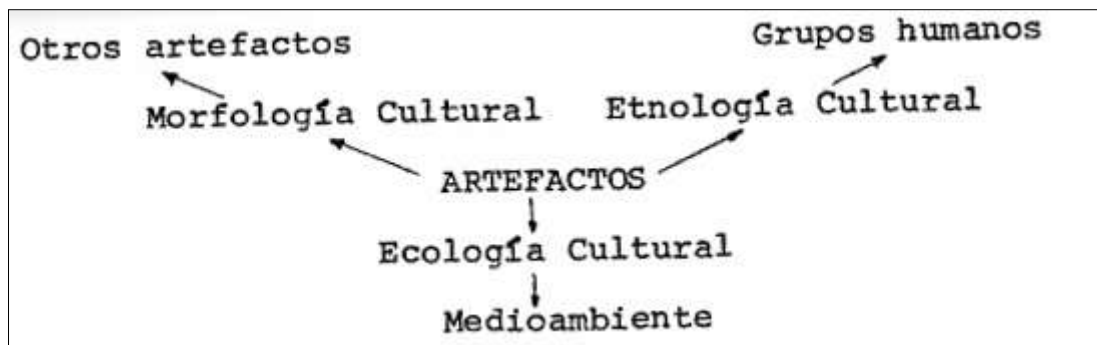 Otros artefactos
Grupos humanos
Morfología Cultural
Etnología Cultural
ARTEFACTOS
Ecología Cultural
Medioambiente